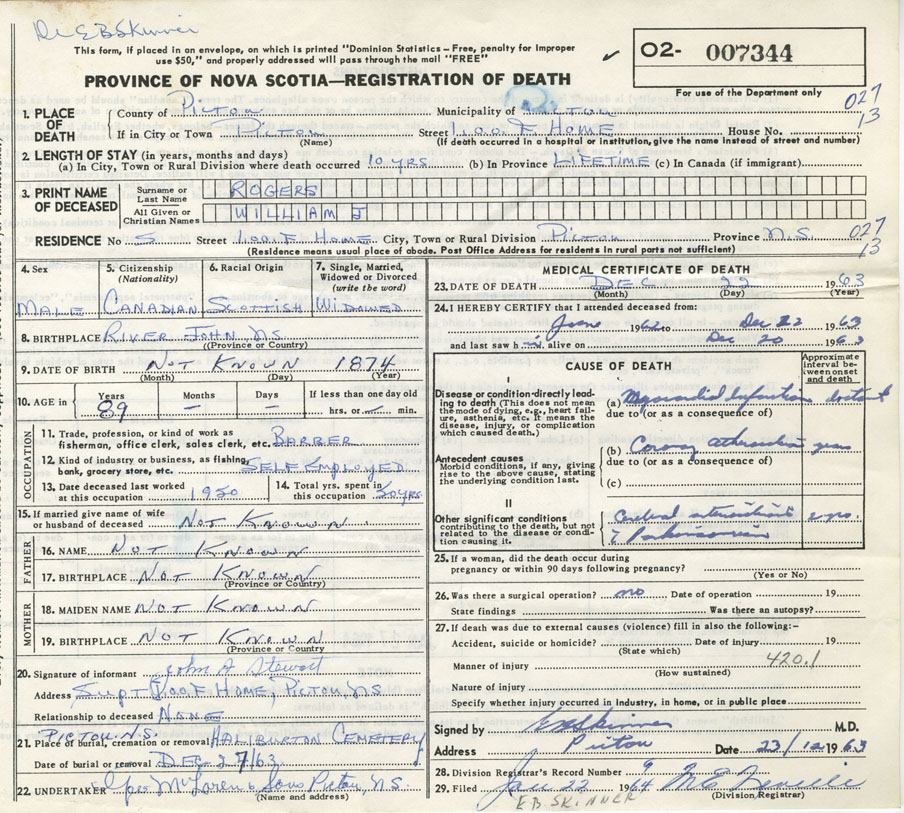 Dr E B Skinner
This form, if placed in an envelope, on which is printed "Dominion Statistics—Free, penalty for improper
use $50," and properly addressed will pass through the mail "FREE"
02- 007344
For use of the Department only
PROVINCE OF NOVA SCOTIA—REGISTRATION OF DEATH
027
13
1. PLACE OF DEATH
County of Pictou Municipality of Pictou
If in City or Town Pictou Street I.O.O.F Home House No.
(Name) (If death occurred in a hospital or institution, give the name instead of street and number)
2. LENGTH OF STAY (in years, months and days)
(a) In City, Town or Rural Division where death occurred 10 yrs (b) In Province LIFETIME (c) In Canada (if immigrant)
3. PRINT NAME OF DECEASED
Surname or Last Name ROGERS
All Given or Christian Names WILLIAM J
RESIDENCE No S Street I.O.O.F Home City, Town or Rural Division Pictou Province N.S. 027
13
(Residence means usual place of abode. Post Office Address for residents in rural parts not sufficient)
4. Sex 5. Citizenship (Nationality) 6. Racial Origin 7. Single, Married, Widowed or Divorced (write the word)
Male Canadian Scottish Widowed
8. BIRTHPLACE River John, NS
(Province or Country)
9. DATE OF BIRTH Not Known 1874
(Month) (Day) (Year)
10. AGE in Years 89 Months — Days — If less than one day old hrs. or — min.
OCCUPATION
11. Trade, profession, or kind of work as fisherman, office clerk, sales clerk, etc. BARBER
12. Kind of industry or business, as fishing, bank, grocery store, etc. SELF EMPLOYED
13. Date deceased last worked at this occupation 1950 14. Total yrs. spent in this occupation 50 yrs
15. If married give name of wife or husband of deceased Not Known
FATHER
16. NAME Not Known
17. BIRTHPLACE Not Known
(Province or Country)
MOTHER
18. MAIDEN NAME Not Known
19. BIRTHPLACE Not Known
(Province or Country
20. Signature of informant John A Stewart
Address Supt I.O.O.F Home, Pictou, NS
Relationship to deceased None
PICTOU. N.S.
21. Place of burial, cremation or removal HALIBURTON CEMETERY
Date of burial or removal DEC 27/63
22. UNDERTAKER McLaren & Sons Pictou, N.S.
(Name and address)
MEDICAL CERTIFICATE OF DEATH
23. DATE OF DEATH DEC 22 1963
(Month) (Day) (Year)
24. I HEREBY CERTIFY that I attended deceased from:
June 1962 to Dec 22 1963
and last saw h im alive on Dec 20 1963
CAUSE OF DEATH
Approximate interval between onset and death
I
Disease or condition directly leading to death (This does not mean the mode of dying, e.g., heart failure, asthenia, etc. It means the disease, injury, or complication which caused death.)
(a) Myocardial Infarction instant
due to (or as a consequence of)
Antecedent causes
Morbid conditions, if any, giving rise to the above cause, stating the underlying condition last.
(b) Coronary atherosclerosis years
due to (or as a consequence of)
(c)
II
Other significant conditions contributing to the death, but not related to the disease or condition causing it.
Cerebral arteriosclerosis
Parkinsonism
25. If a woman, did the death occur during
pregnancy or within 90 days following pregnancy?
(Yes or No)
26. Was there a surgical operation? no Date of operation 19
State findings Was there an autopsy?
27. If death was due to external causes (violence) fill in also the following:-
Accident, suicide or homicide? Date of injury 19
(State which)
420.1
Manner of injury
(How sustained)
Nature of injury
Specify whether injury occurred in industry, in home, or in public place
Signed by E B Skinner M.D.
Address Pictou Date 23/12 1963
28. Division Registrar's Record Number 9
29. Filed Jan 22 1964
(Division Registrar)
E B SKINNER